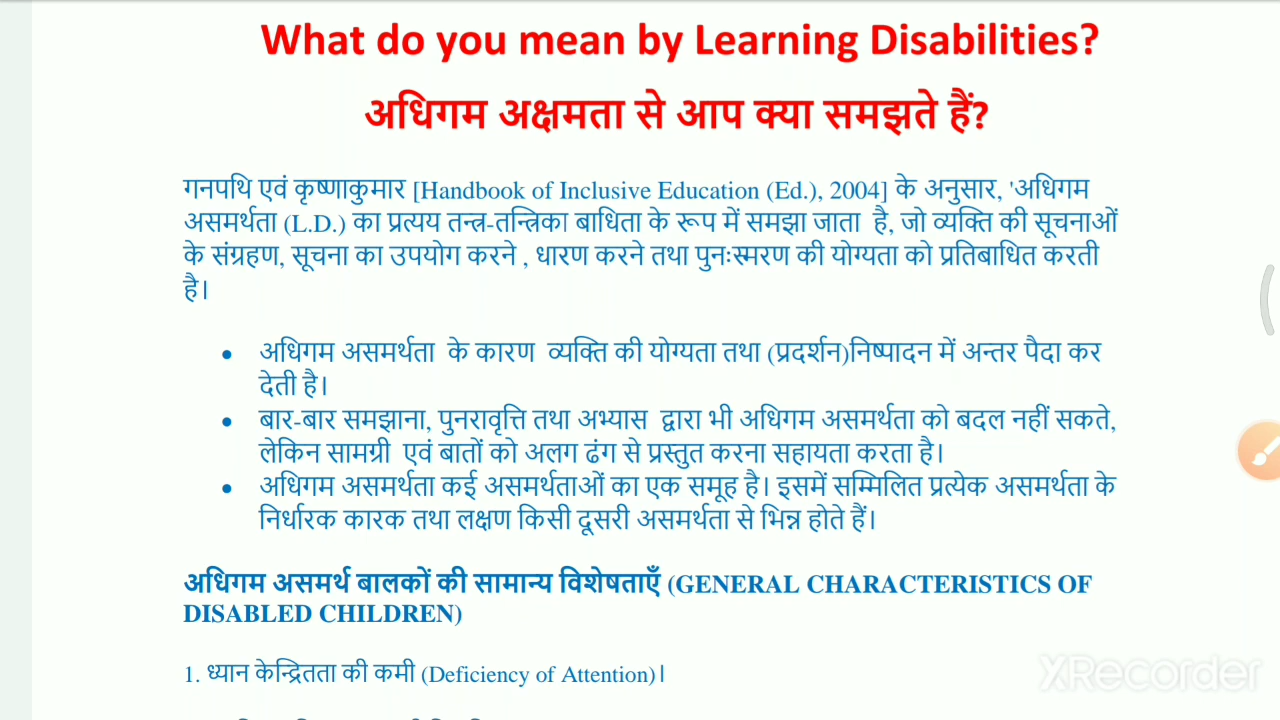 What do you mean by Learning Disabilities?
अधिगम अक्षमता से आप क्या समझते हैं?
गनपथि एवं कृष्णाकुमार [Handbook of Inclusive Education (Ed.), 2004] के अनुसार, 'अधिगम
असमर्थता (L.D.) का प्रत्यय तन्त्र-तन्त्रिका बाधिता के रूप में समझा जाता है, जो व्यक्ति की सूचनाओं
के संग्रहण, सूचना का उपयोग करने , धारण करने तथा पुनःस्मरण की योग्यता को प्रतिबाधित करती
है।
• अधिगम असमर्थता के कारण व्यक्ति की योग्यता तथा (प्रदर्शन)निष्पादन में अन्तर पैदा कर
देती है।
• बार-बार समझाना, पुनरावृत्ति तथा अभ्यास द्वारा भी अधिगम असमर्थता को बदल नहीं सकते,
लेकिन सामग्री एवं बातों को अलग ढंग से प्रस्तुत करना सहायता करता है।
• अधिगम असमर्थता कई असमर्थताओं का एक समूह है। इसमें सम्मिलित प्रत्येक असमर्थता के
निर्धारक कारक तथा लक्षण किसी दूसरी असमर्थता से भिन्न होते हैं।
अधिगम असमर्थ बालकों की सामान्य विशेषताएँ (GENERAL CHARACTERISTICS OF
DISABLED CHILDREN)
1. ध्यान केन्द्रितता की कमी (Deficiency of Attention)।
XRecorder